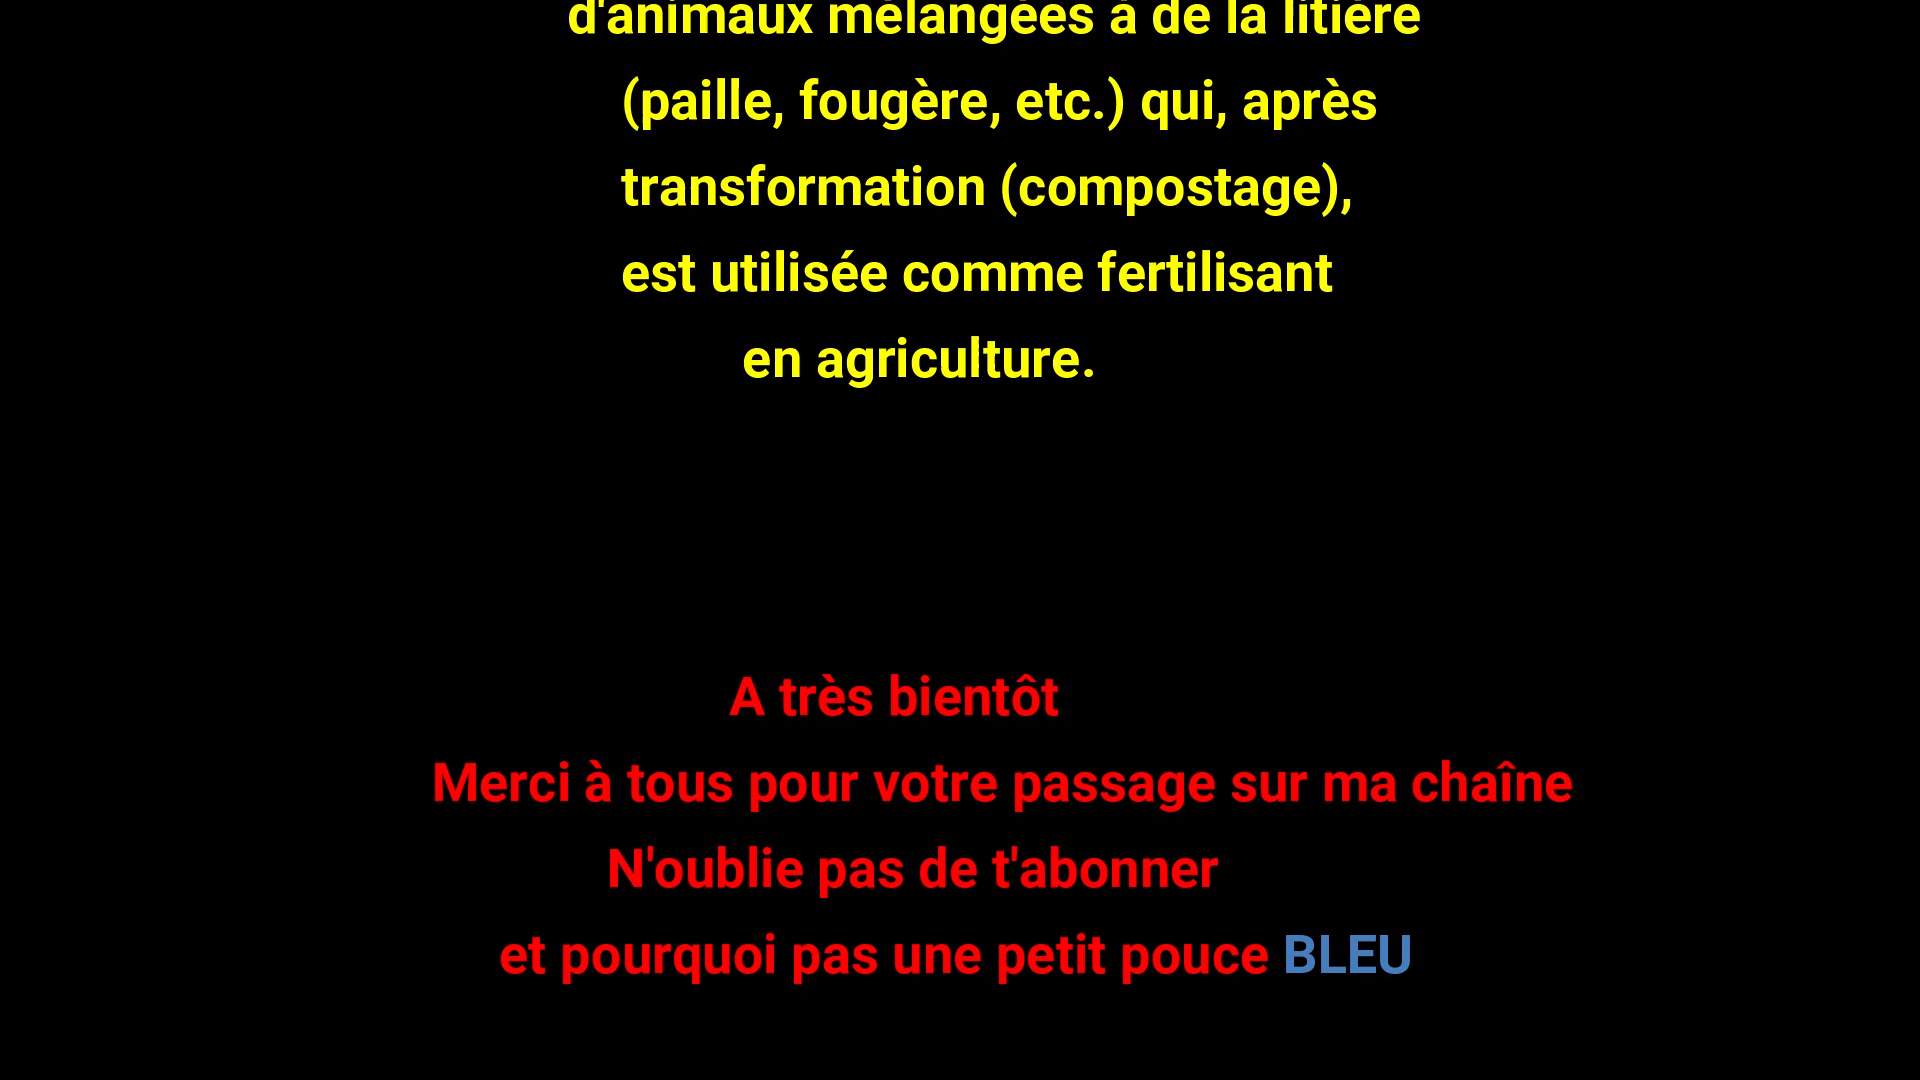 d'animaux mélangées à de la litière
(paille, fougère, etc.) qui, après
transformation (compostage),
est utilisée comme fertilisant
en agriculture.
A très bientôt
Merci à tous pour votre passage sur ma chaîne
N'oublie pas de t'abonner
et pourquoi pas une petit pouce BLEU